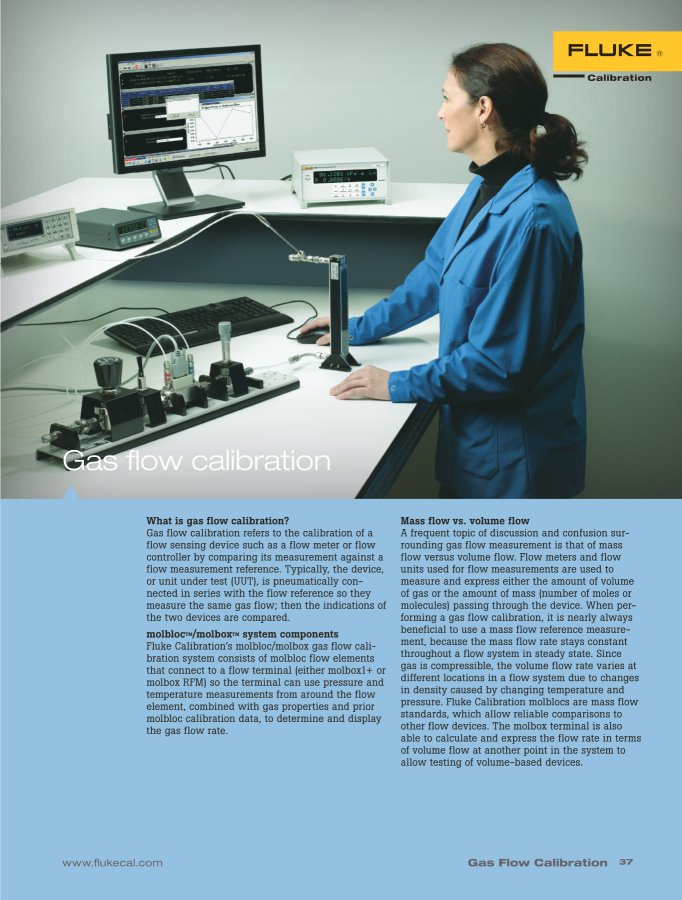 FLUKE ®
Calibration
Gas flow calibration
What is gas flow calibration?
Gas flow calibration refers to the calibration of a
flow sensing device such as a flow meter or flow
controller by comparing its measurement against a
flow measurement reference. Typically, the device,
or unit under test (UUT), is pneumatically con-
nected in series with the flow reference so they
measure the same gas flow; then the indications of
the two devices are compared.
molbloc™/molbox™ system components
Fluke Calibration's molbloc/molbox gas flow cali-
bration system consists of molbloc flow elements
that connect to a flow terminal (either molbox1+ or
molbox RFM) so the terminal can use pressure and
temperature measurements from around the flow
element, combined with gas properties and prior
molbloc calibration data, to determine and display
the gas flow rate.
Mass flow vs. volume flow
A frequent topic of discussion and confusion sur-
rounding gas flow measurement is that of mass
flow versus volume flow. Flow meters and flow
units used for flow measurements are used to
measure and express either the amount of volume
of gas or the amount of mass (number of moles or
molecules) passing through the device. When per-
forming a gas flow calibration, it is nearly always
beneficial to use a mass flow reference measure-
ment, because the mass flow rate stays constant
throughout a flow system in steady state. Since
gas is compressible, the volume flow rate varies at
different locations in a flow system due to changes
in density caused by changing temperature and
pressure. Fluke Calibration molblocs are mass flow
standards, which allow reliable comparisons to
other flow devices. The molbox terminal is also
able to calculate and express the flow rate in terms
of volume flow at another point in the system to
allow testing of volume-based devices.
www.flukecal.com
Gas Flow Calibration 37